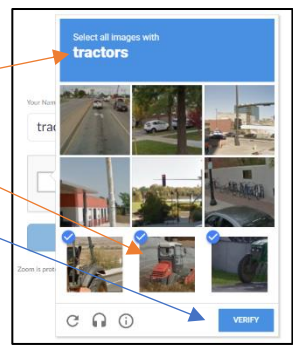 Select all images with
tractors
Your Nam
trac
Zoom is prot
VERIFY